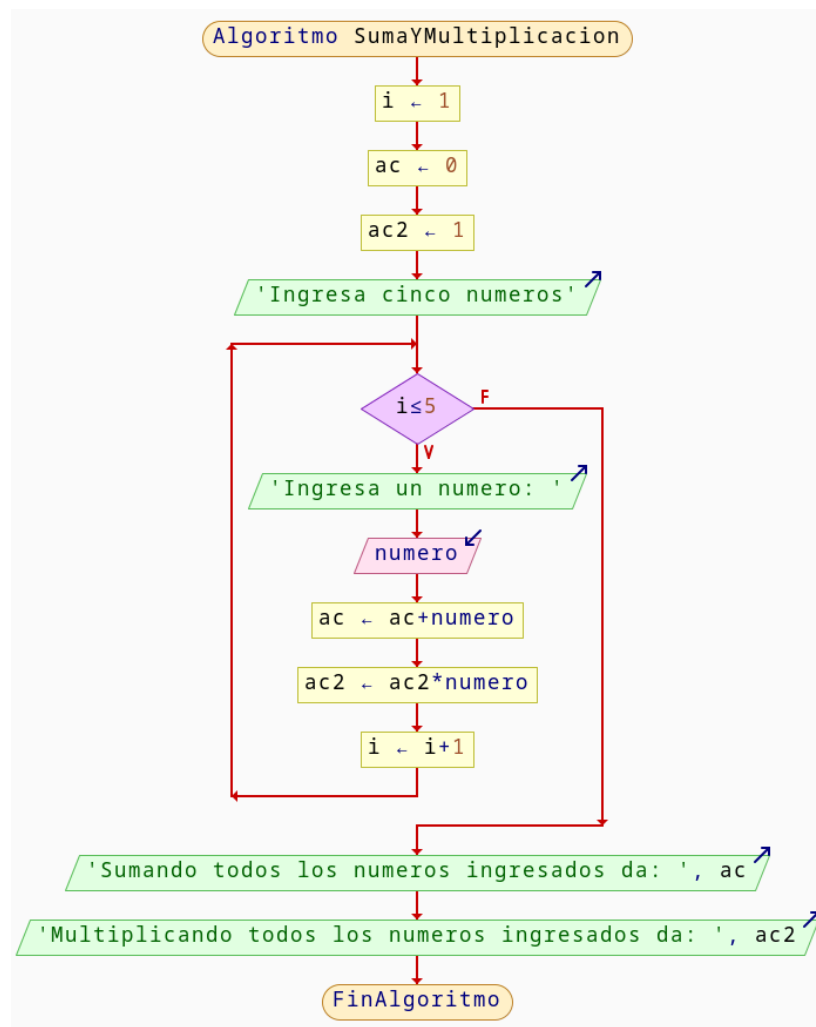 Algoritmo SumaYMultiplicacion
i ← 1
ac ← 0
ac2 ← 1
'Ingresa cinco numeros'
i≤5
F
V
'Ingresa un numero: '
numero
ac ← ac+numero
ac2 ← ac2*numero
i ← i+1
'Sumando todos los numeros ingresados da: ', ac
'Multiplicando todos los numeros ingresados da: ', ac2
FinAlgoritmo